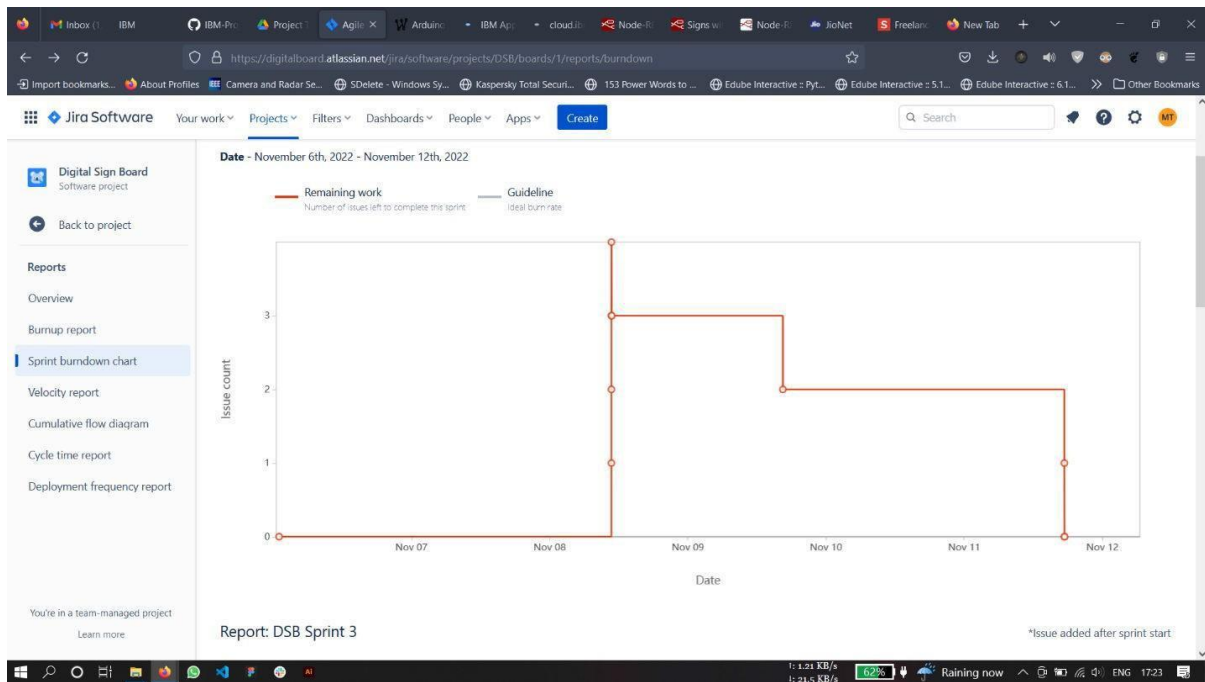 Inbox (1 IBM IBM-Pro Project T Agile Arduino IBM App cloud.ib Node-R Signs wi Node-R JioNet Freelanc New Tab
https://digitalboard.atlassian.net/jira/software/projects/DSB/boards/1/reports/burndown
Import bookmarks... About Profiles Camera and Radar Se... SDelete - Windows Sy... Kaspersky Total Securi... 153 Power Words to ... Edube Interactive :: Pyt... Edube Interactive :: 5.1... Edube Interactive :: 6.1... Other Bookmarks
Jira Software Your work Projects Filters Dashboards People Apps Create Search MT
Date - November 6th, 2022 - November 12th, 2022
Digital Sign Board
Software project
Back to project
Reports
Overview
Burnup report
Sprint burndown chart
Velocity report
Cumulative flow diagram
Cycle time report
Deployment frequency report
You're in a team-managed project
Learn more
Remaining work
Number of issues left to complete this sprint
Guideline
Ideal burn rate
Issue count
3
2
1
0
Nov 07 Nov 08 Nov 09 Nov 10 Nov 11 Nov 12
Date
Report: DSB Sprint 3
*Issue added after sprint start
1.21 KB/s
21.5 KB/s
62% Raining now ENG 17:23